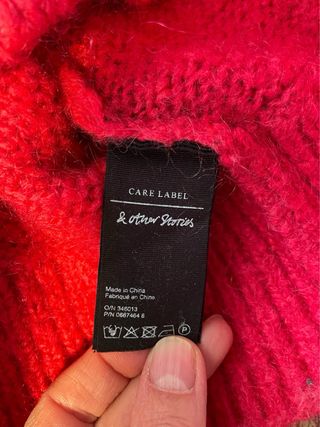 CARE LABEL
& other Stories
Made in China
Fabriqué en Chine
O/N 346013
P/N 0667464 6
P